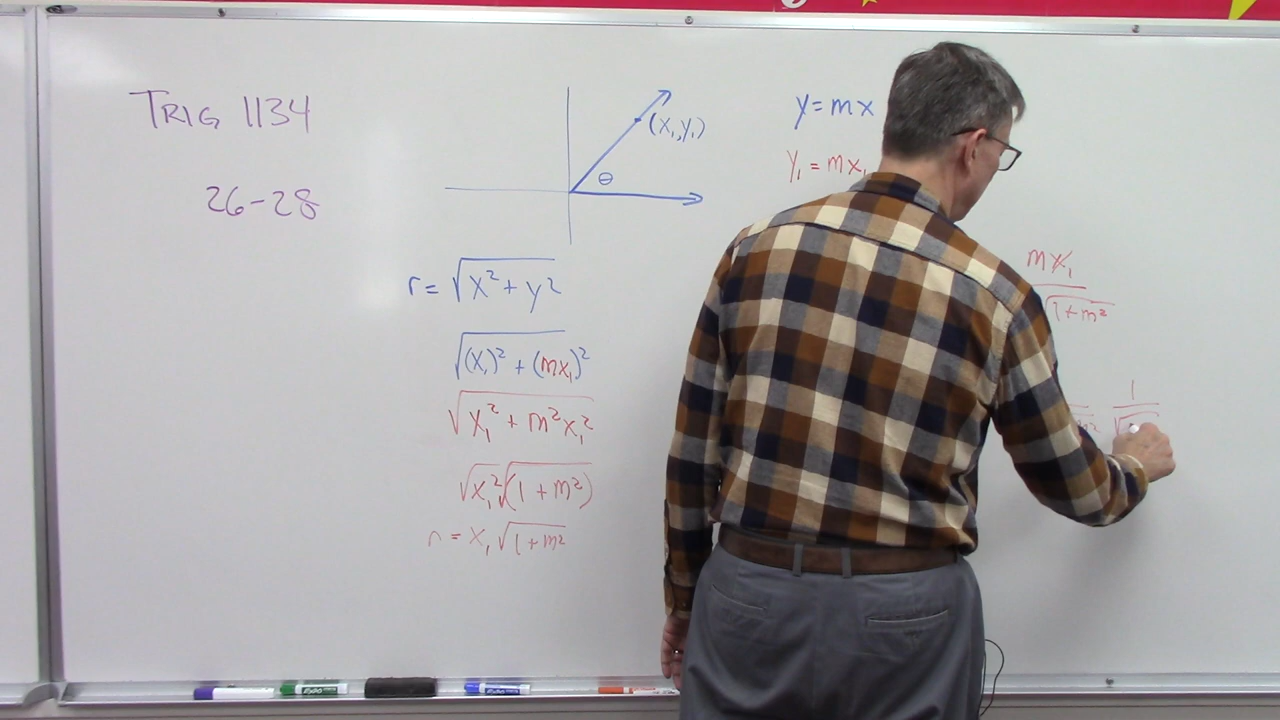 TRIG 1134
26-28
(x₁,y₁)
θ
r = √x² + y²
√(x₁)² + (mx₁)²
√x₁² + m²x₁²
√x₁²√(1 + m²)
r = x₁√1+m²
y = mx
y₁ = mx₁
mx₁
√1+m²
1